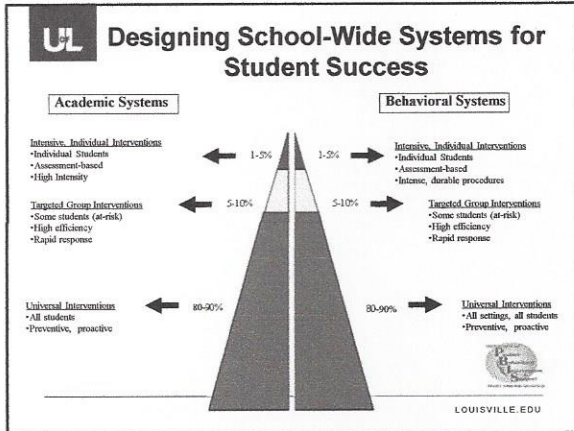 UofL
Designing School-Wide Systems for
Student Success
Academic Systems
Intensive, Individual Interventions
•Individual Students
•Assessment-based
•High Intensity
1-5%
Targeted Group Interventions
•Some students (at-risk)
•High efficiency
•Rapid response
5-10%
Universal Interventions
•All students
•Preventive, proactive
80-90%
Behavioral Systems
1-5%
Intensive, Individual Interventions
•Individual Students
•Assessment-based
•Intense, durable procedures
5-10%
Targeted Group Interventions
•Some students (at-risk)
•High efficiency
•Rapid response
80-90%
Universal Interventions
•All settings, all students
•Preventive, proactive
Positive
Behavioral
Support
LOUISVILLE.EDU